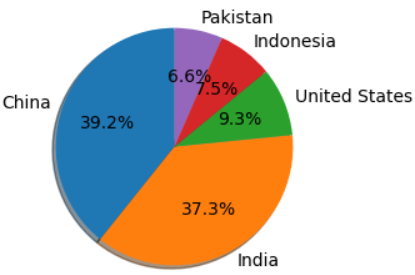 Pakistan
Indonesia
6.6%
7.5%
United States
China
39.2%
9.3%
37.3%
India